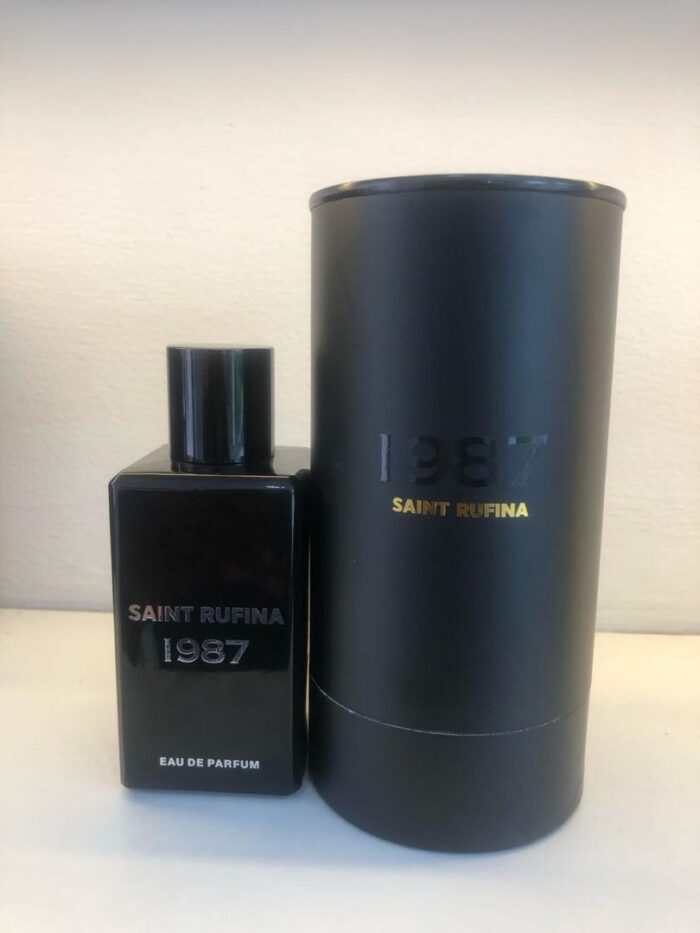 SAINT RUFINA
1987
EAU DE PARFUM
1987
SAINT RUFINA